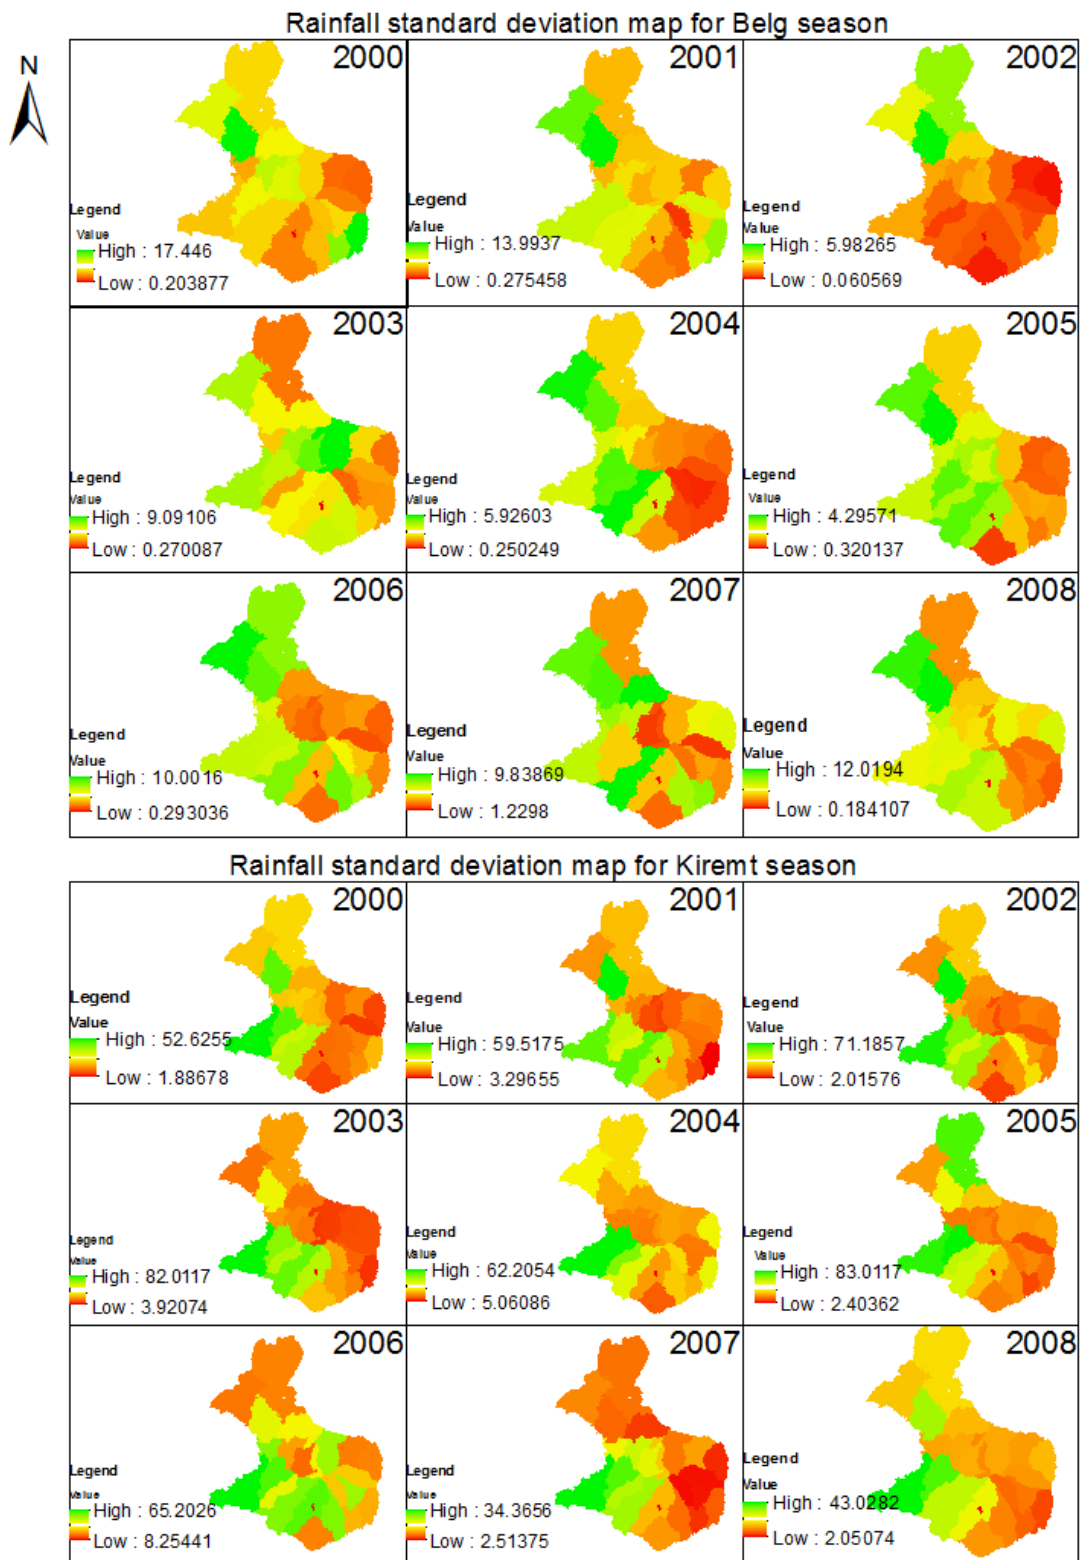 Rainfall standard deviation map for Belg season
N
2000
Legend
Value
High : 17.446
Low : 0.203877
2001
Legend
Value
High : 13.9937
Low : 0.275458
2002
Legend
Value
High : 5.98265
Low : 0.060569
2003
Legend
Value
High : 9.09106
Low : 0.270087
2004
Legend
Value
High : 5.92603
Low : 0.250249
2005
Legend
Value
High : 4.29571
Low : 0.320137
2006
Legend
Value
High : 10.0016
Low : 0.293036
2007
Legend
Value
High : 9.83869
Low : 1.2298
2008
Legend
Value
High : 12.0194
Low : 0.184107
Rainfall standard deviation map for Kiremt season
2000
Legend
Value
High : 52.6255
Low : 1.88678
2001
Legend
Value
High : 59.5175
Low : 3.29655
2002
Legend
Value
High : 71.1857
Low : 2.01576
2003
Legend
Value
High : 82.0117
Low : 3.92074
2004
Legend
Value
High : 62.2054
Low : 5.06086
2005
Legend
Value
High : 83.0117
Low : 2.40362
2006
Legend
Value
High : 65.2026
Low : 8.25441
2007
Legend
Value
High : 34.3656
Low : 2.51375
2008
Legend
Value
High : 43.0282
Low : 2.05074